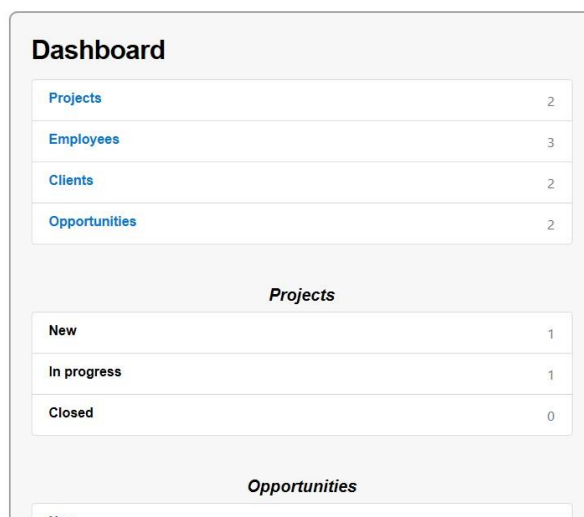 Dashboard
Projects 2
Employees 3
Clients 2
Opportunities 2
Projects
New 1
In progress 1
Closed 0
Opportunities